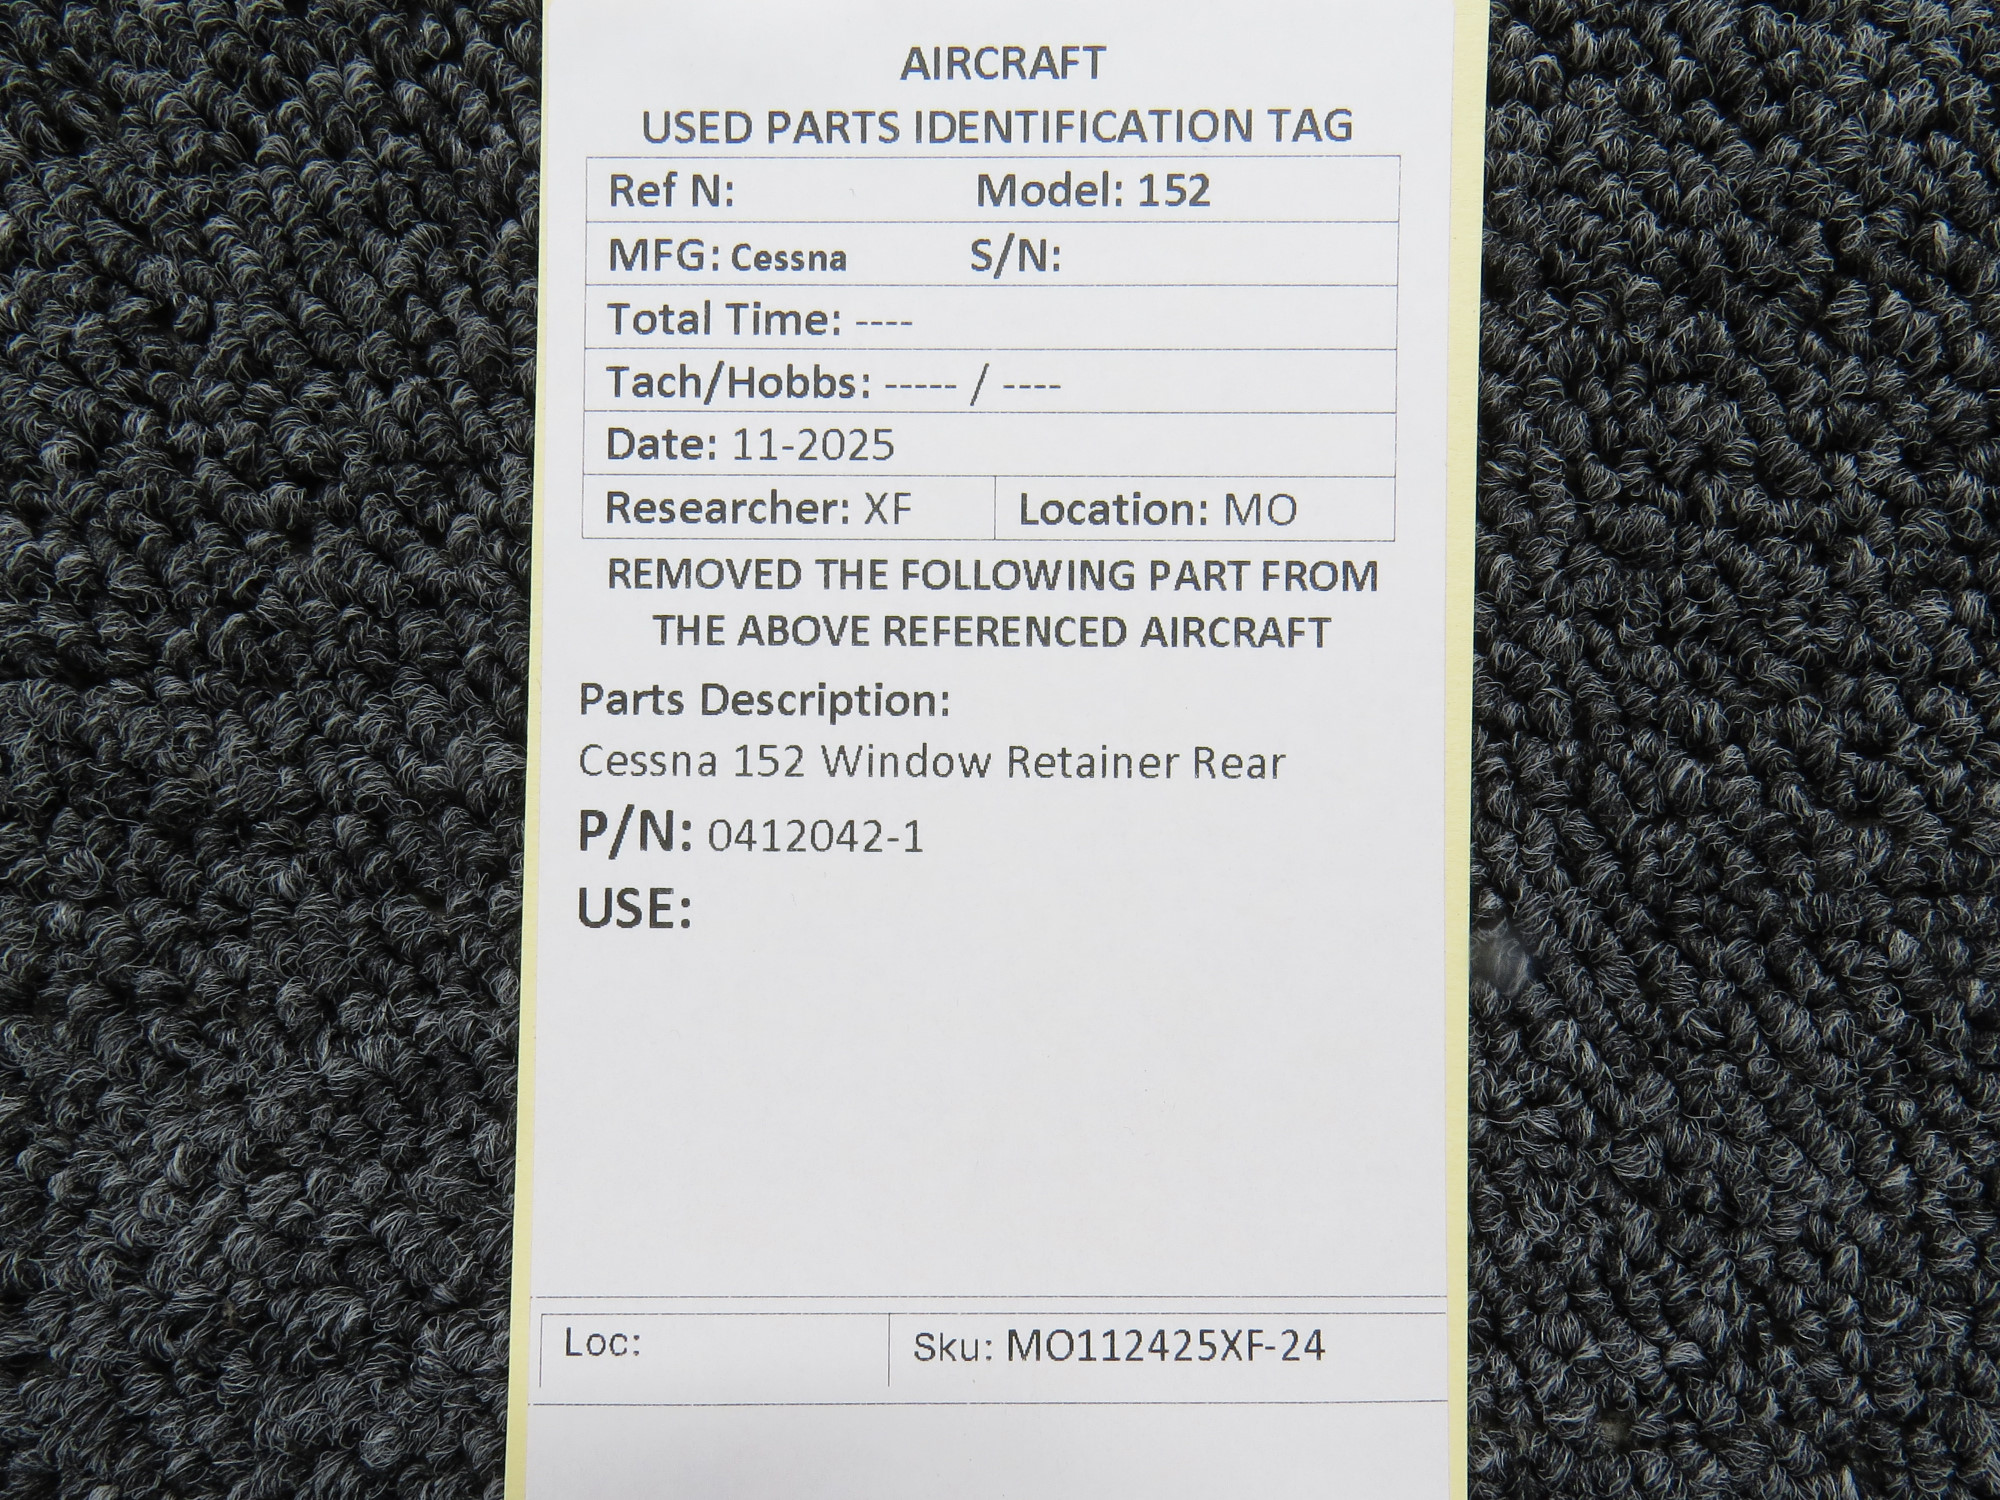 AIRCRAFT
USED PARTS IDENTIFICATION TAG
Ref N: Model: 152
MFG: Cessna S/N:
Total Time: ----
Tach/Hobbs: ----- / ----
Date: 11-2025
Researcher: XF Location: MO
REMOVED THE FOLLOWING PART FROM
THE ABOVE REFERENCED AIRCRAFT
Parts Description:
Cessna 152 Window Retainer Rear
P/N: 0412042-1
USE:
Loc: Sku: MO112425XF-24